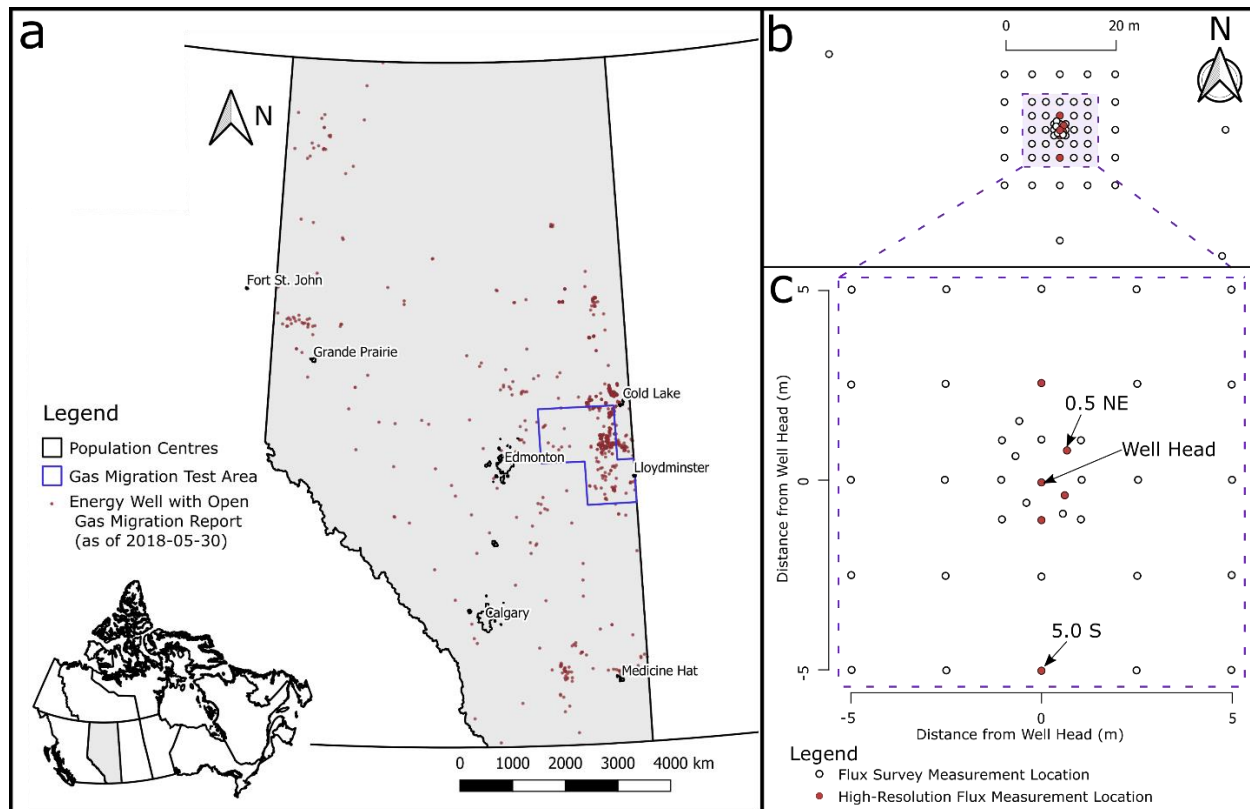 a
N
Fort St. John
Grande Prairie
Cold Lake
Edmonton
Lloydminster
Calgary
Medicine Hat
Legend
Population Centres
Gas Migration Test Area
Energy Well with Open
Gas Migration Report
(as of 2018-05-30)
0 1000 2000 3000 4000 km
b
0 20 m
N
c
5
0
-5
Distance from Well Head (m)
0.5 NE
Well Head
5.0 S
-5 0 5
Distance from Well Head (m)
Legend
Flux Survey Measurement Location
High-Resolution Flux Measurement Location